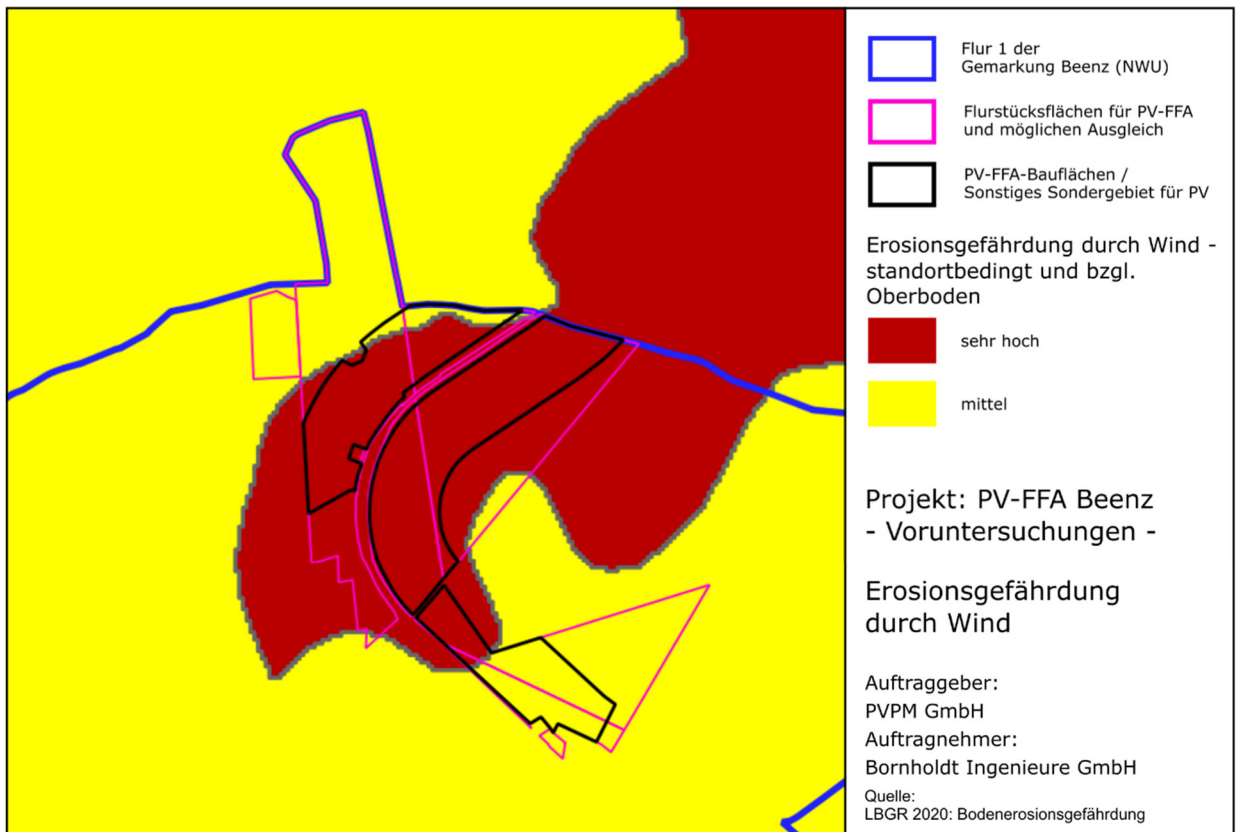 Flur 1 der
Gemarkung Beenz (NWU)
Flurstücksflächen für PV-FFA
und möglichen Ausgleich
PV-FFA-Bauflächen /
Sonstiges Sondergebiet für PV
Erosionsgefährdung durch Wind -
standortbedingt und bzgl.
Oberboden
sehr hoch
mittel
Projekt: PV-FFA Beenz
- Voruntersuchungen -
Erosionsgefährdung
durch Wind
Auftraggeber:
PVPM GmbH
Auftragnehmer:
Bornholdt Ingenieure GmbH
Quelle:
LBGR 2020: Bodenerosionsgefährdung